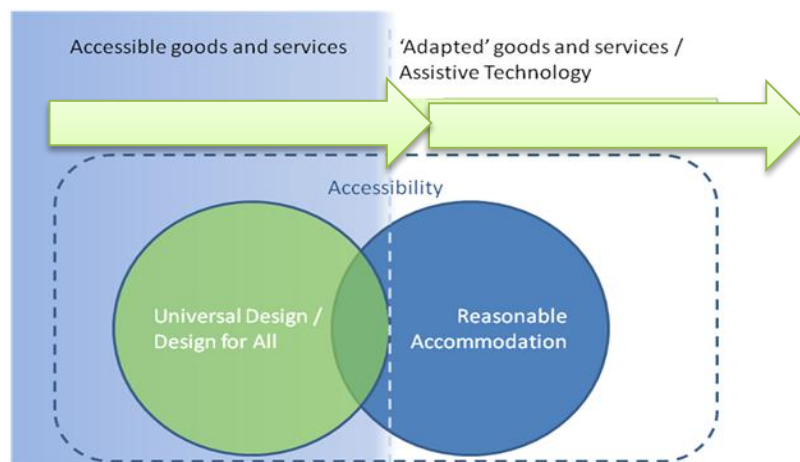 Accessible goods and services
‘Adapted’ goods and services /
Assistive Technology
Accessibility
Universal Design /
Design for All
Reasonable
Accommodation